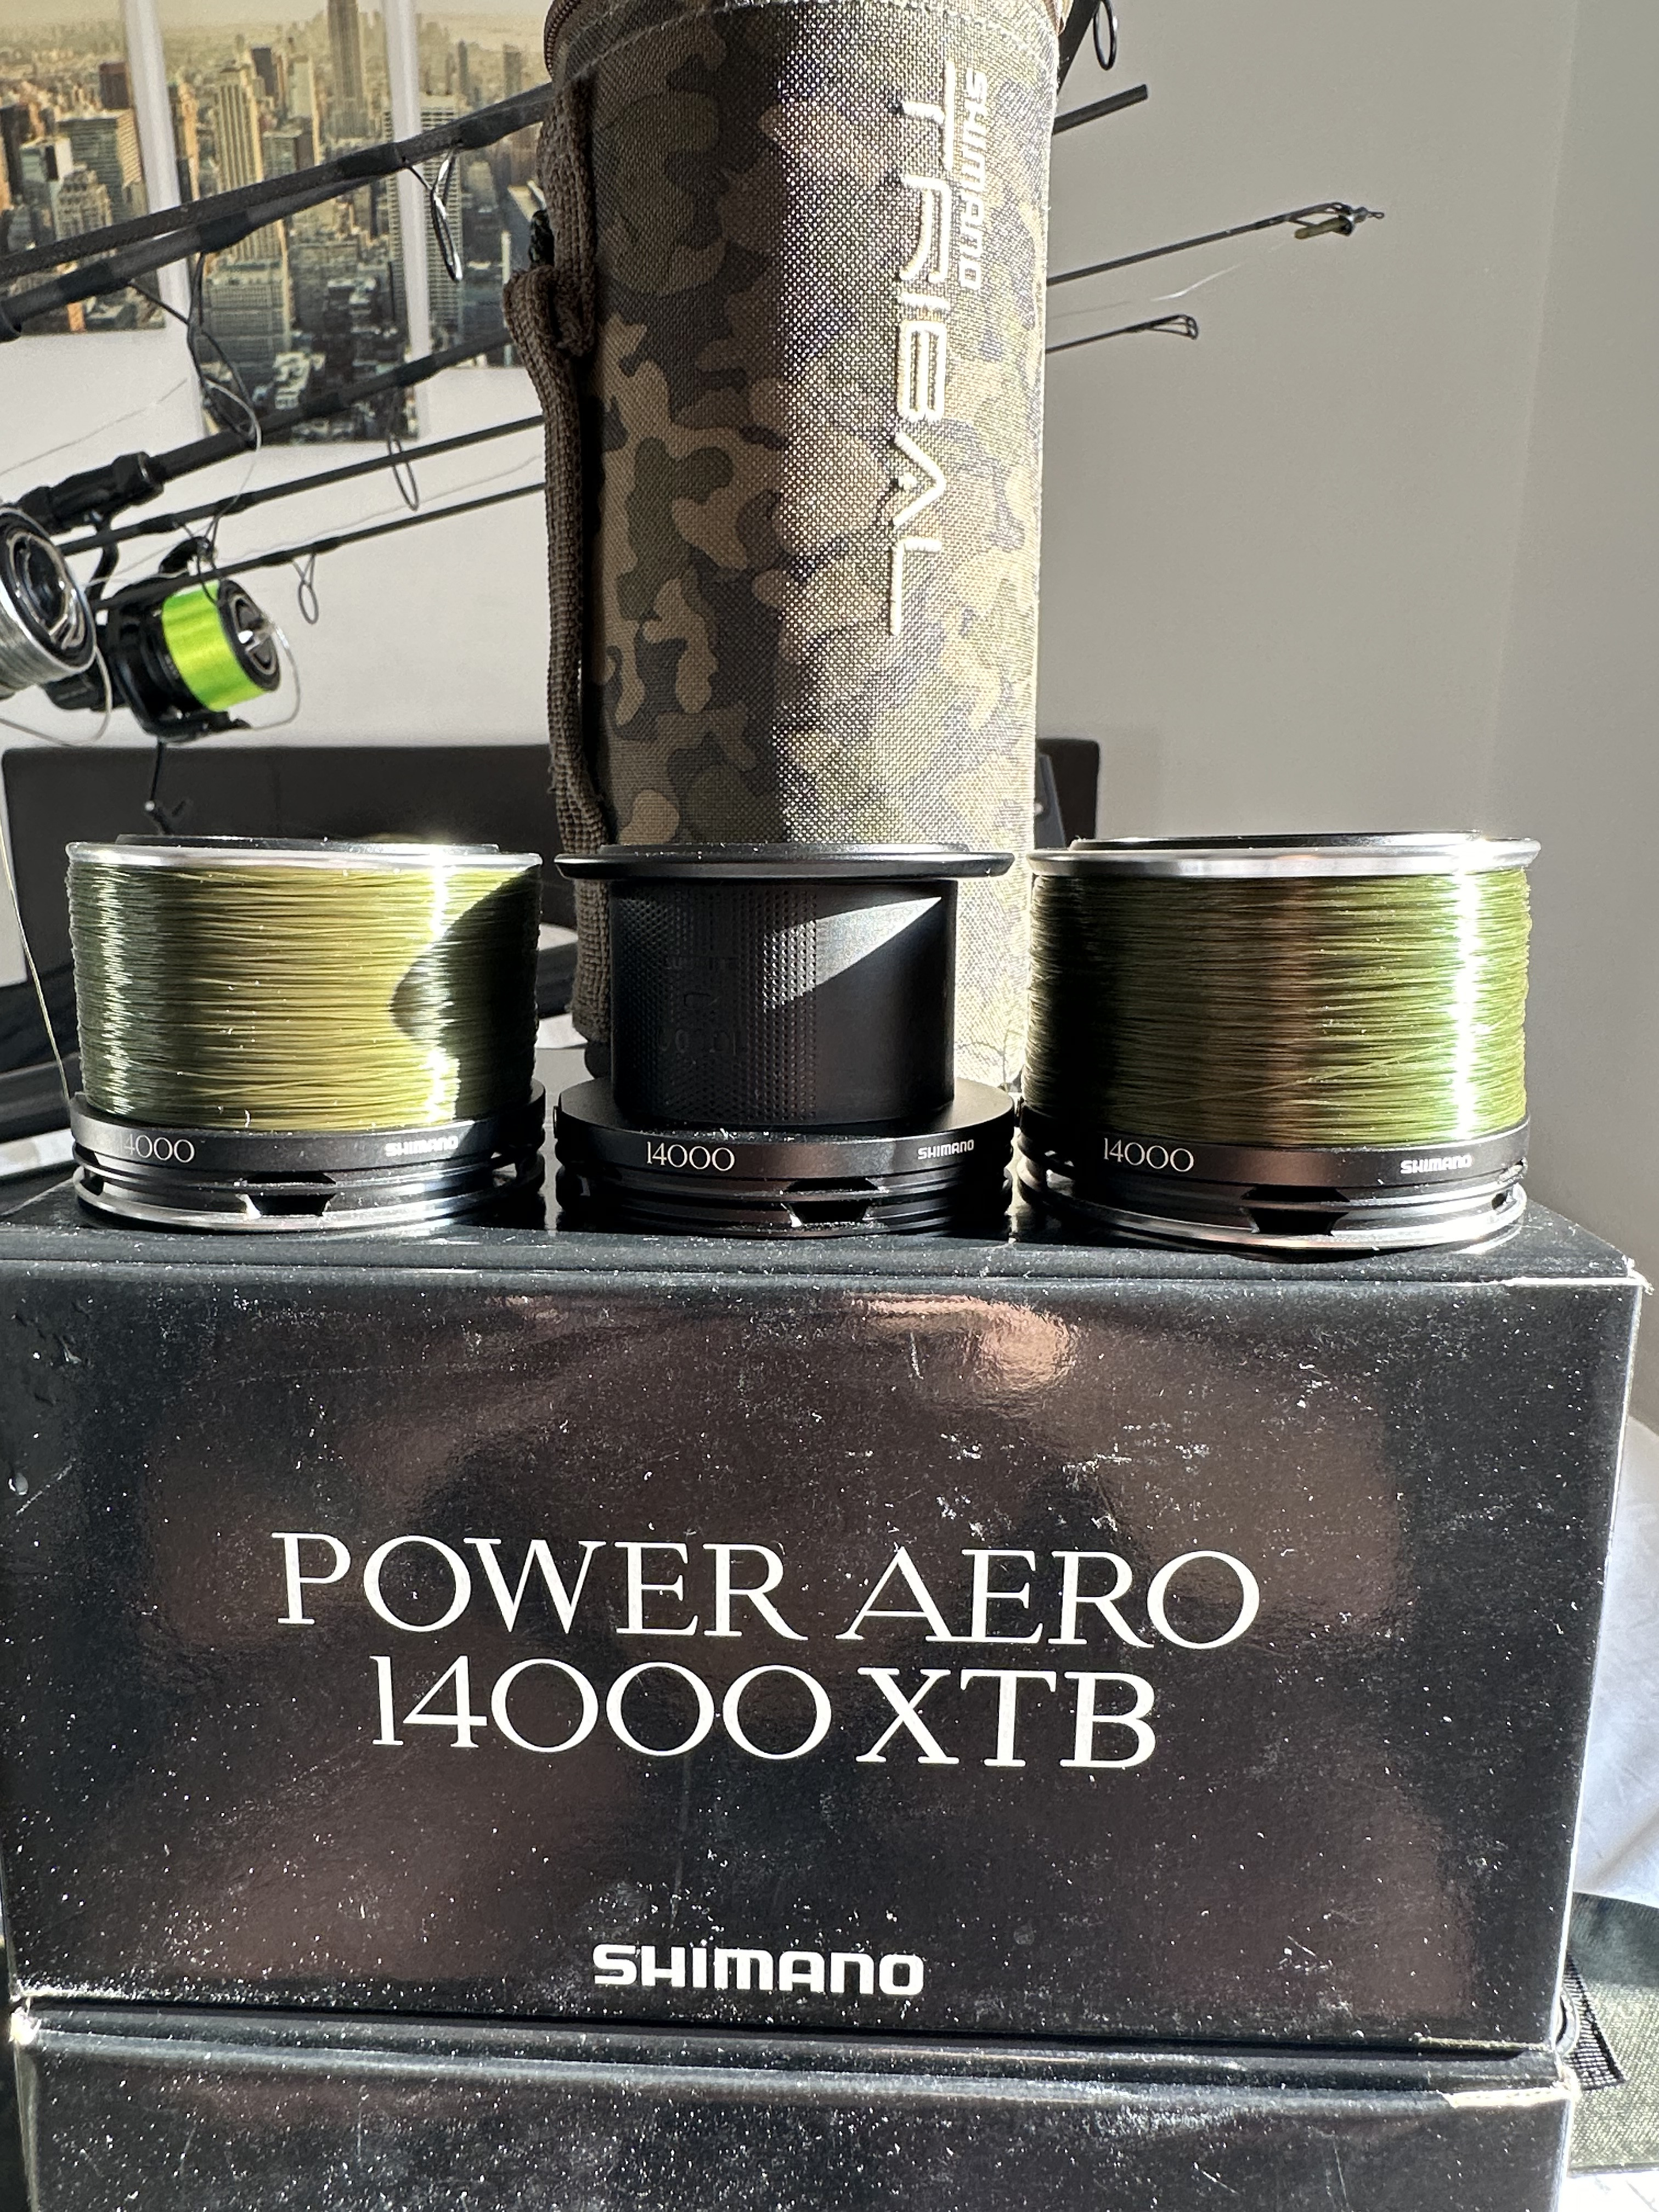 SHIMANO
TRIBAL
14000 SHIMANO
14000 SHIMANO
14000 SHIMANO
POWER AERO
14000 XTB
SHIMANO